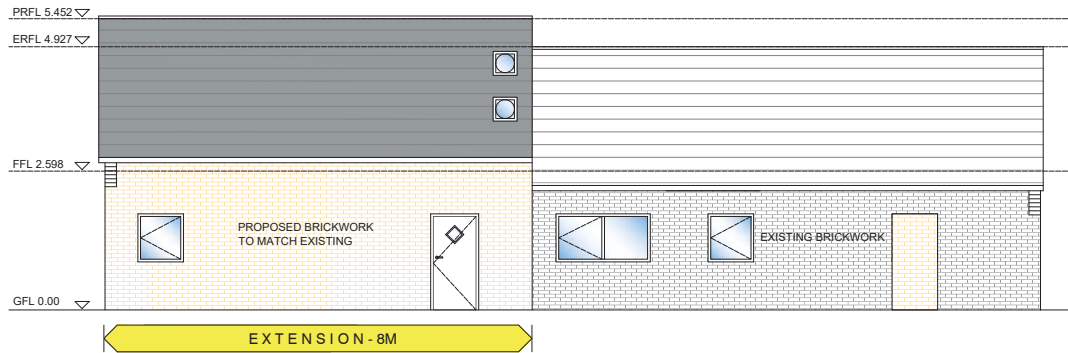 PRFL 5.452
ERFL 4.927
FFL 2.598
PROPOSED BRICKWORK
TO MATCH EXISTING
EXISTING BRICKWORK
GFL 0.00
EXTENSION - 8M